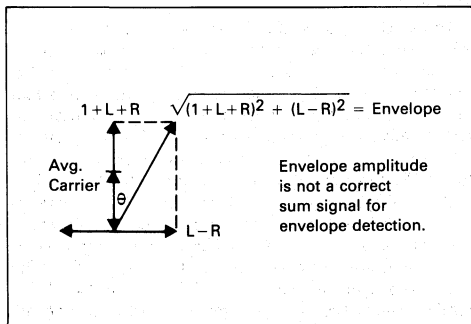 1+L+R √(1+L+R)² + (L−R)² = Envelope
Avg.
Carrier
θ
L−R
Envelope amplitude
is not a correct
sum signal for
envelope detection.